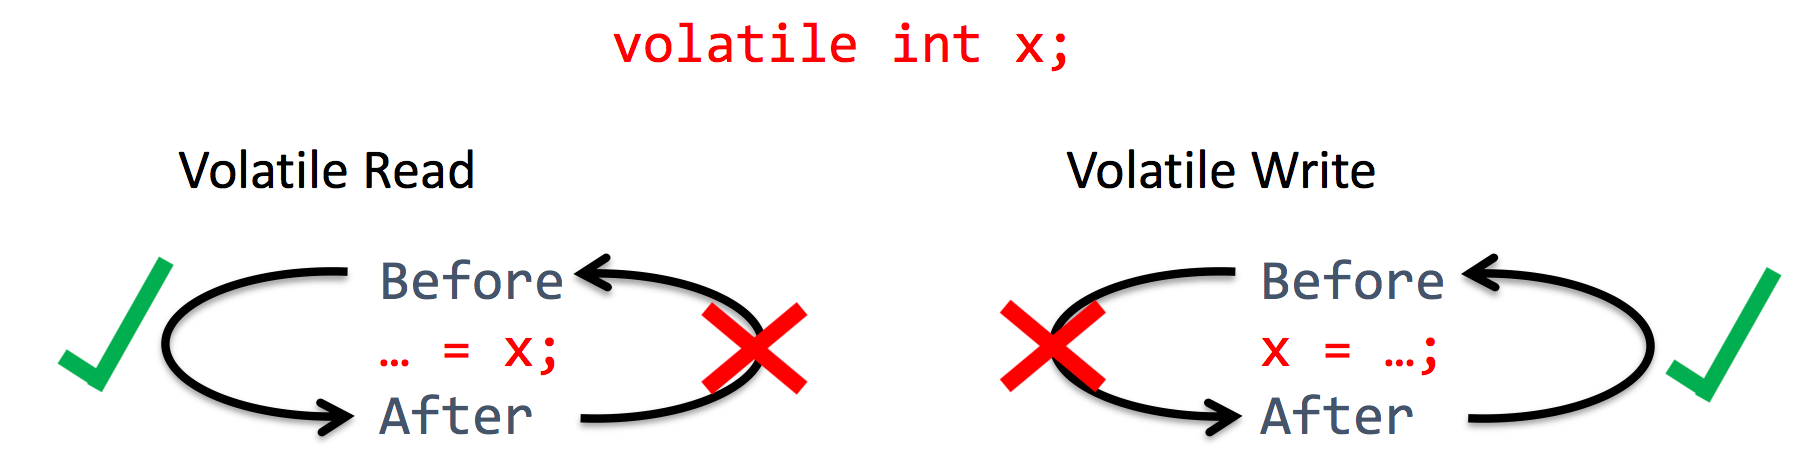 volatile int x;
Volatile Read
Before
… = x;
After
Volatile Write
Before
x = …;
After